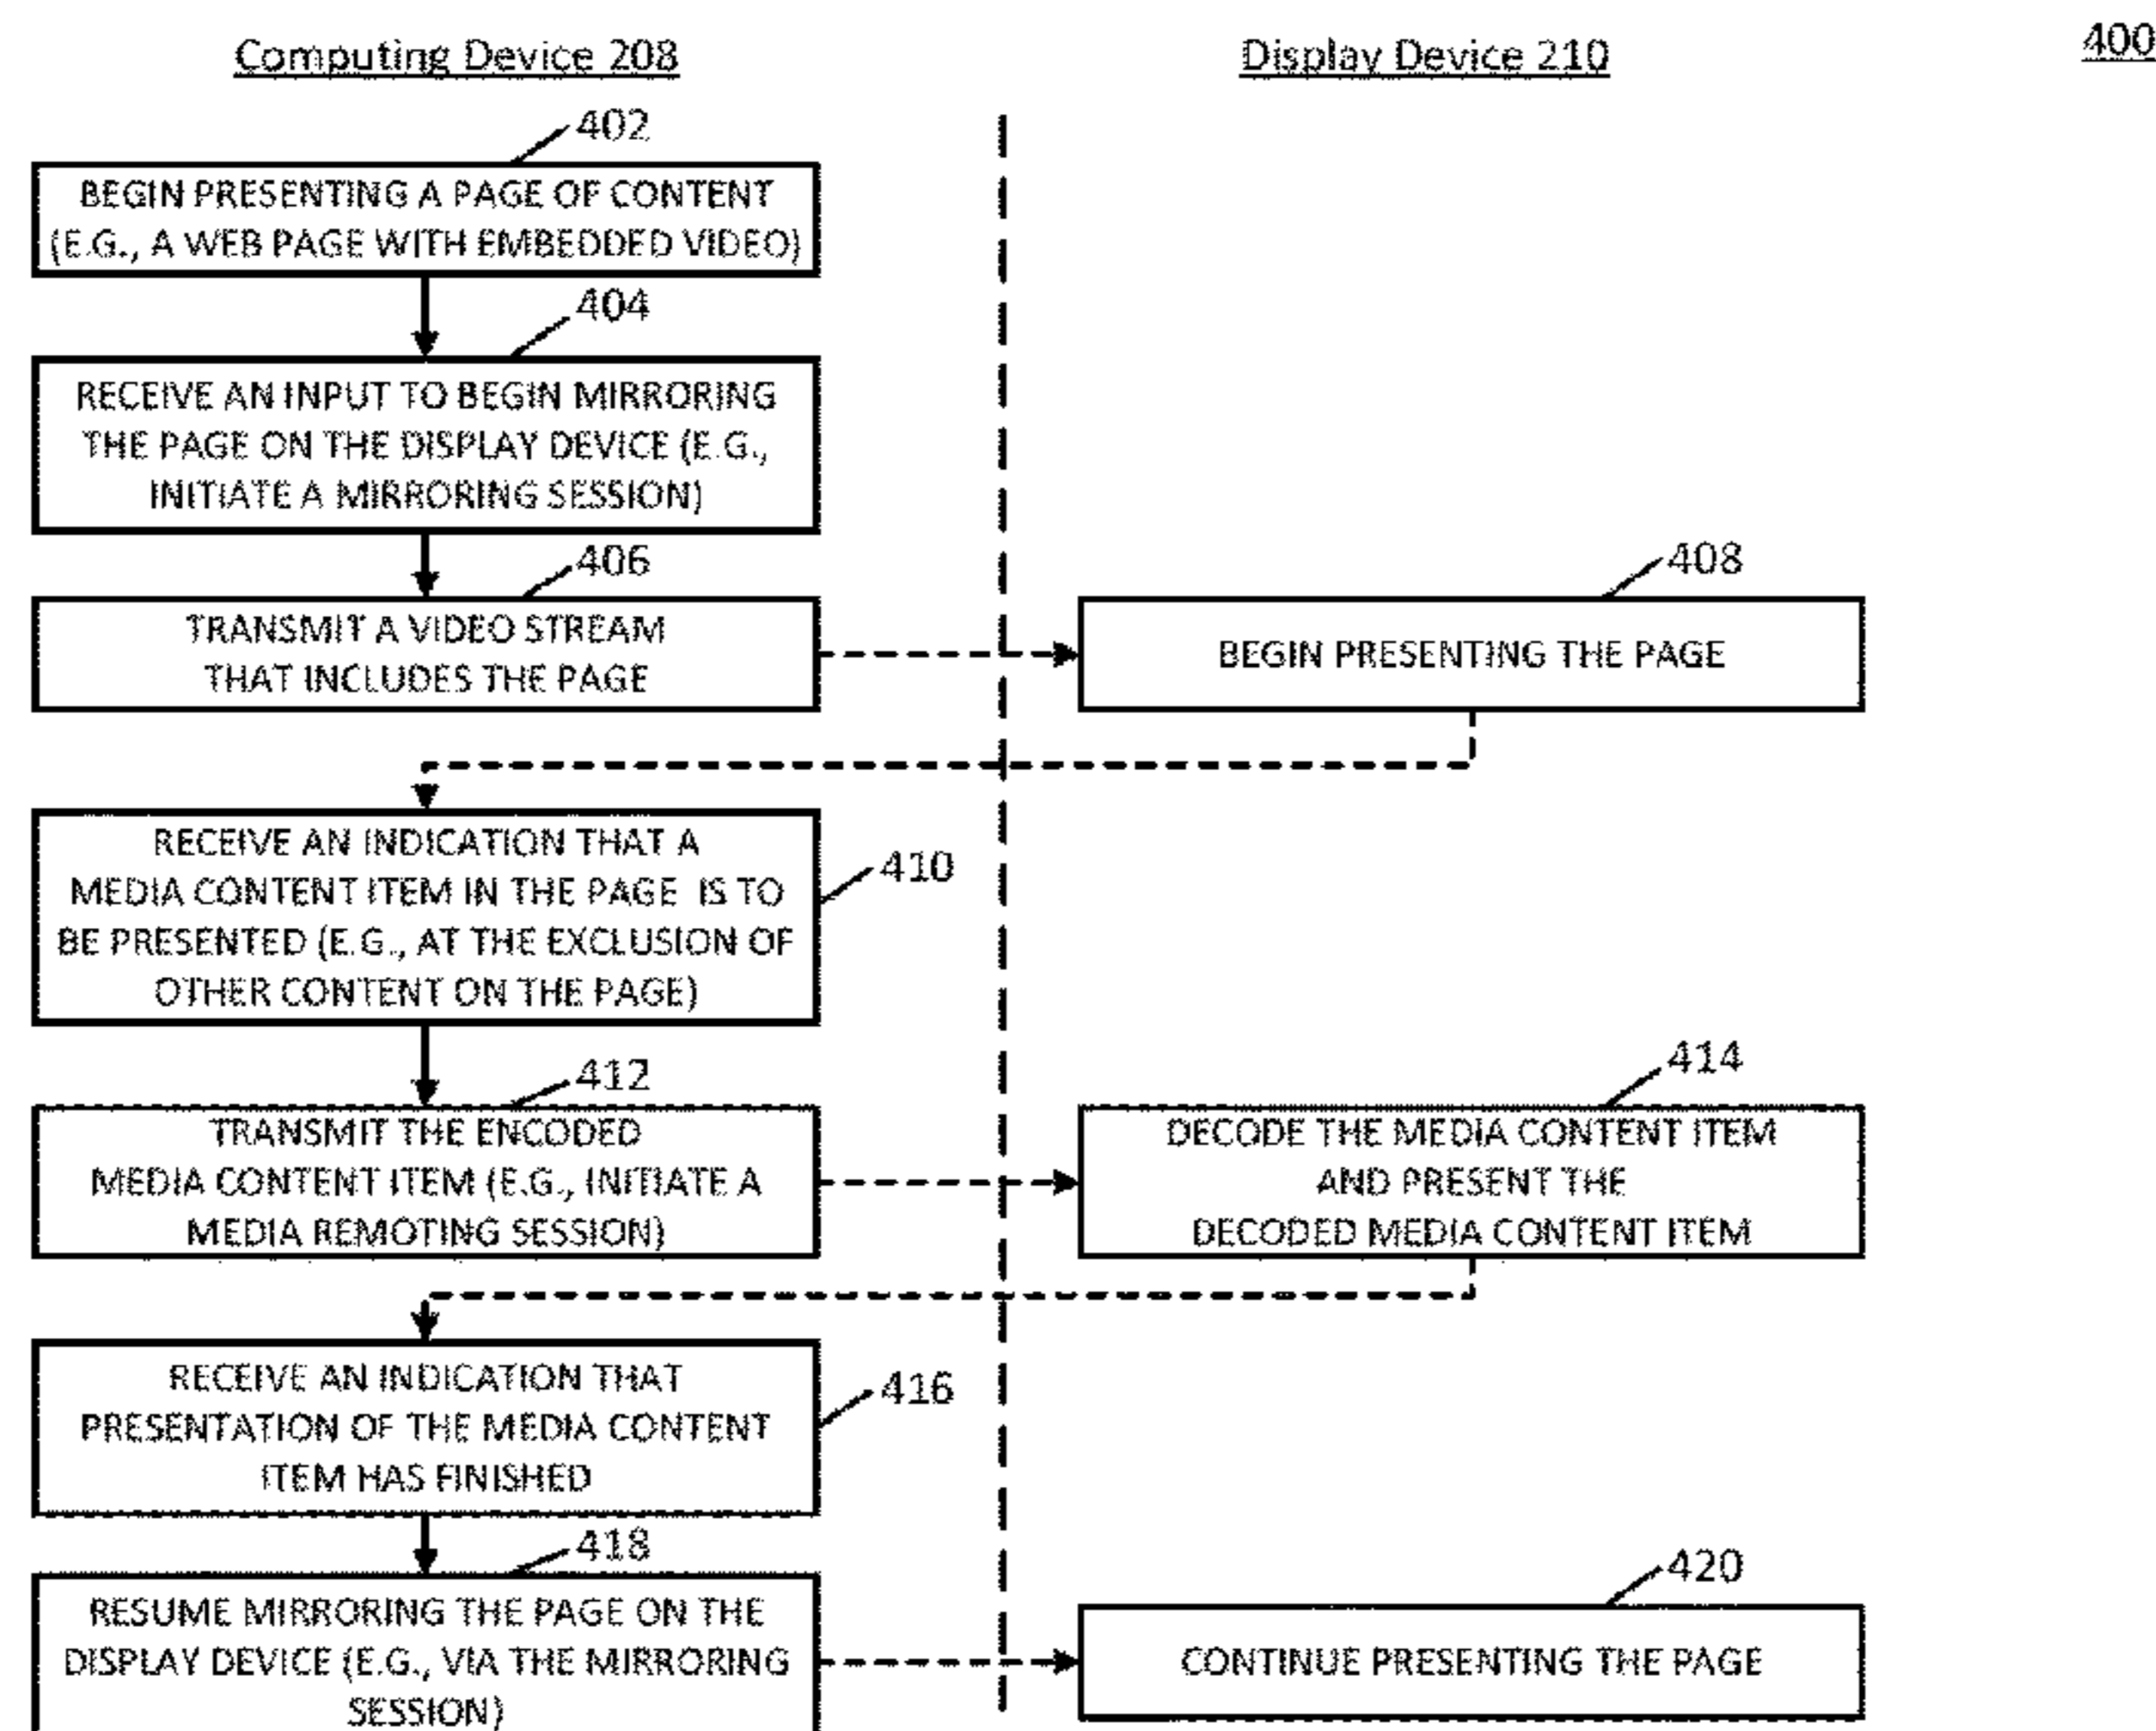 Computing Device 208
Display Device 210
400
402
BEGIN PRESENTING A PAGE OF CONTENT
(E.G., A WEB PAGE WITH EMBEDDED VIDEO)
404
RECEIVE AN INPUT TO BEGIN MIRRORING
THE PAGE ON THE DISPLAY DEVICE (E.G.,
INITIATE A MIRRORING SESSION)
406
TRANSMIT A VIDEO STREAM
THAT INCLUDES THE PAGE
408
BEGIN PRESENTING THE PAGE
410
RECEIVE AN INDICATION THAT A
MEDIA CONTENT ITEM IN THE PAGE IS TO
BE PRESENTED (E.G., AT THE EXCLUSION OF
OTHER CONTENT ON THE PAGE)
412
TRANSMIT THE ENCODED
MEDIA CONTENT ITEM (E.G., INITIATE A
MEDIA REMOTING SESSION)
414
DECODE THE MEDIA CONTENT ITEM
AND PRESENT THE
DECODED MEDIA CONTENT ITEM
416
RECEIVE AN INDICATION THAT
PRESENTATION OF THE MEDIA CONTENT
ITEM HAS FINISHED
418
RESUME MIRRORING THE PAGE ON THE
DISPLAY DEVICE (E.G., VIA THE MIRRORING
SESSION)
420
CONTINUE PRESENTING THE PAGE